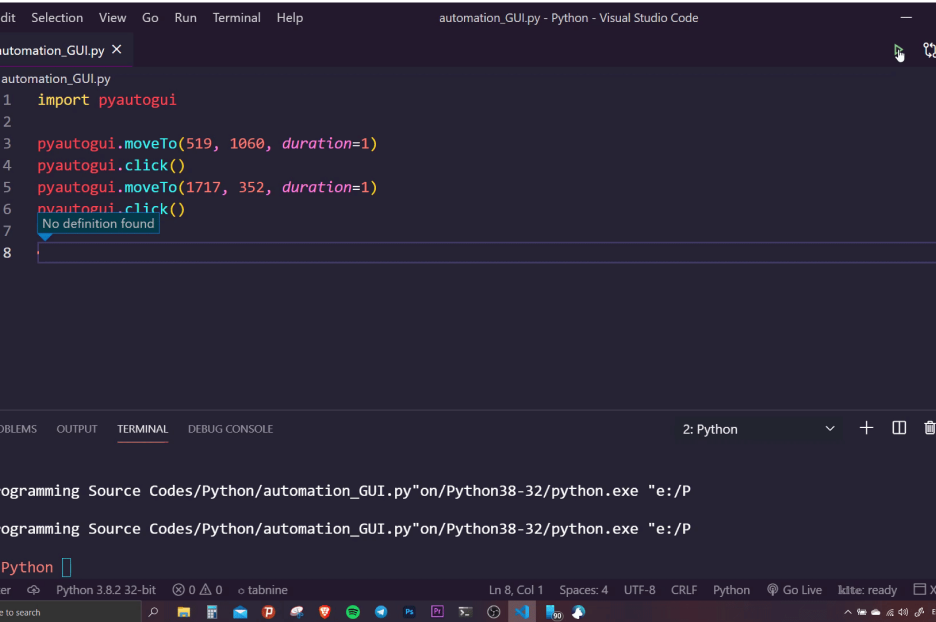 dit Selection View Go Run Terminal Help automation_GUI.py - Python - Visual Studio Code
automation_GUI.py
automation_GUI.py
1 import pyautogui
2
3 pyautogui.moveTo(519, 1060, duration=1)
4 pyautogui.click()
5 pyautogui.moveTo(1717, 352, duration=1)
6 pyautogui.click()
No definition found
7
8
OBLEMS OUTPUT TERMINAL DEBUG CONSOLE 2: Python
rogramming Source Codes/Python/automation_GUI.py"on/Python38-32/python.exe "e:/P
rogramming Source Codes/Python/automation_GUI.py"on/Python38-32/python.exe "e:/P
Python
er Python 3.8.2 32-bit 0 0 tabnine Ln 8, Col 1 Spaces: 4 UTF-8 CRLF Python Go Live kite: ready X
e to search Ps Pr 90 E